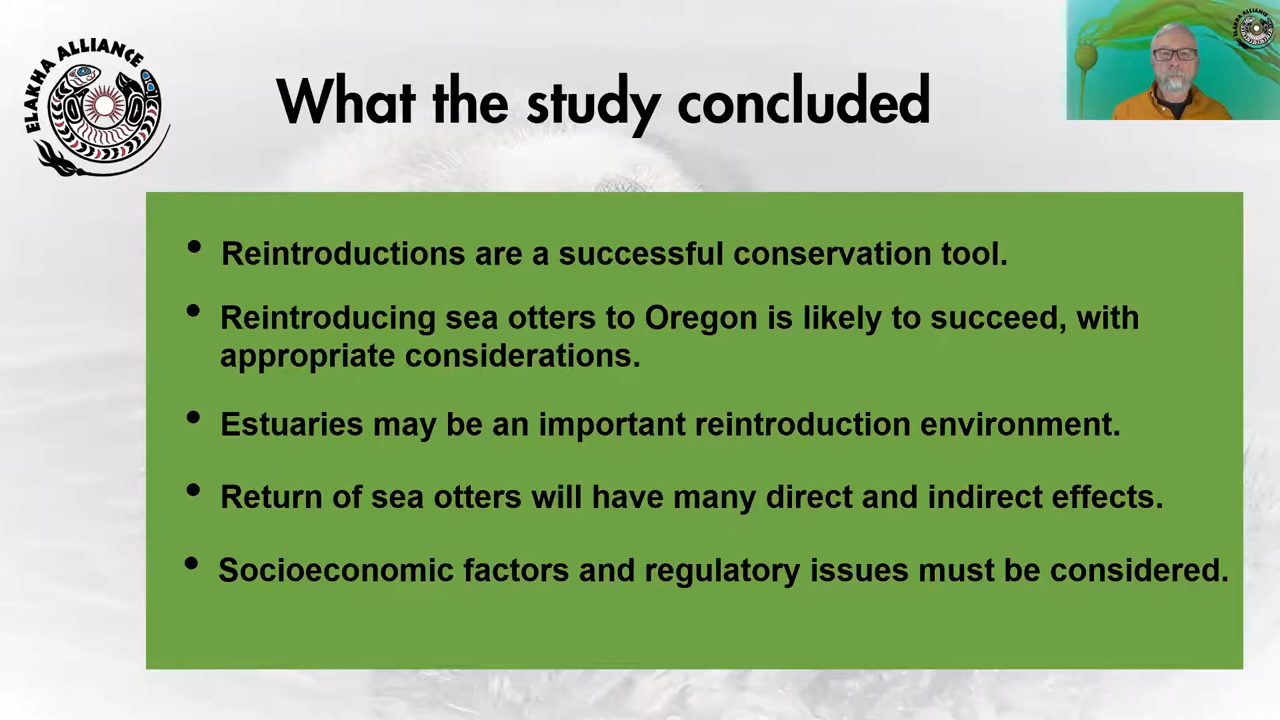 ELAKHA ALLIANCE
What the study concluded
• Reintroductions are a successful conservation tool.
• Reintroducing sea otters to Oregon is likely to succeed, with
appropriate considerations.
• Estuaries may be an important reintroduction environment.
• Return of sea otters will have many direct and indirect effects.
• Socioeconomic factors and regulatory issues must be considered.